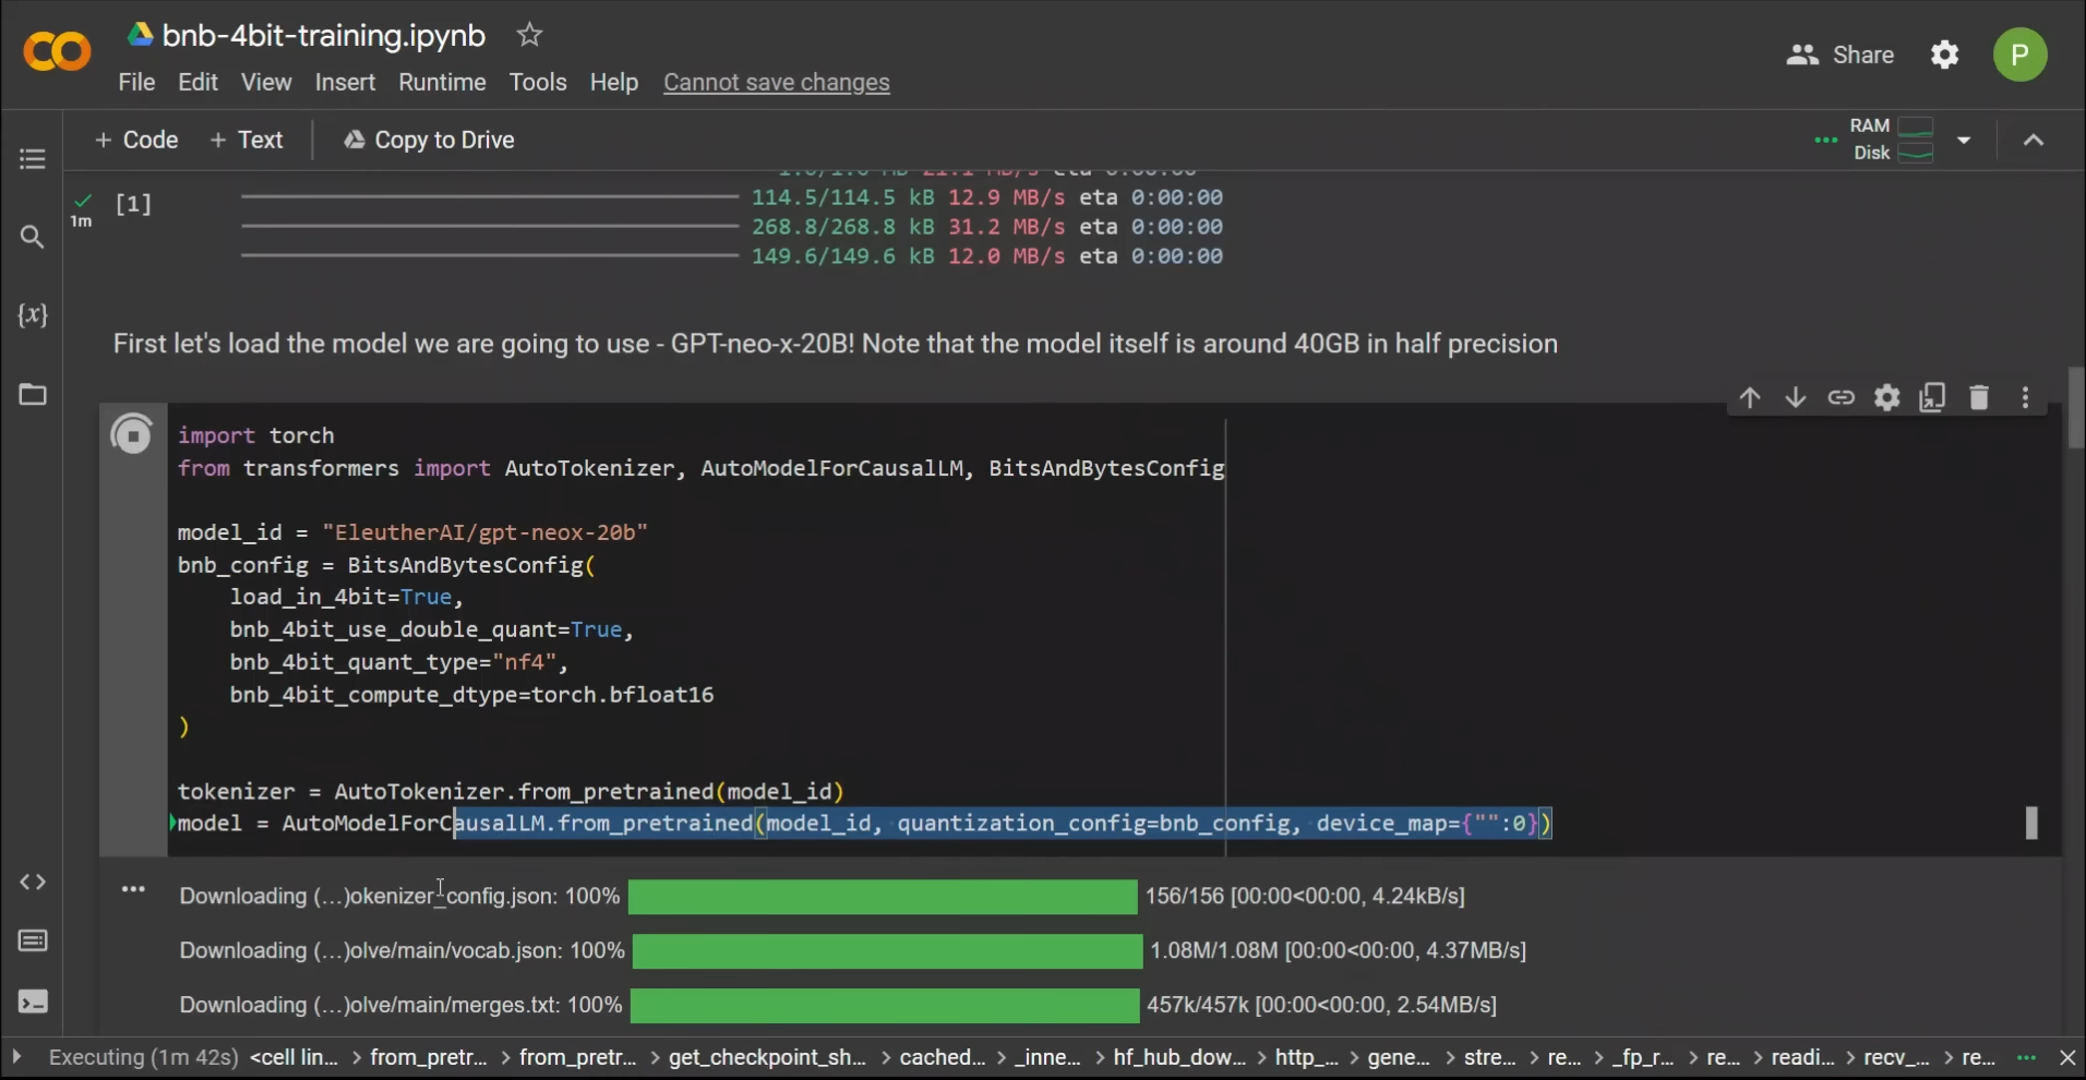 bnb-4bit-training.ipynb
File Edit View Insert Runtime Tools Help Cannot save changes
Share
P
+ Code + Text Copy to Drive
RAM
Disk
1m
[1]
114.5/114.5 kB 12.9 MB/s eta 0:00:00
268.8/268.8 kB 31.2 MB/s eta 0:00:00
149.6/149.6 kB 12.0 MB/s eta 0:00:00
{x}
First let's load the model we are going to use - GPT-neo-x-20B! Note that the model itself is around 40GB in half precision
import torch
from transformers import AutoTokenizer, AutoModelForCausalLM, BitsAndBytesConfig
model_id = "EleutherAI/gpt-neox-20b"
bnb_config = BitsAndBytesConfig(
    load_in_4bit=True,
    bnb_4bit_use_double_quant=True,
    bnb_4bit_quant_type="nf4",
    bnb_4bit_compute_dtype=torch.bfloat16
)
tokenizer = AutoTokenizer.from_pretrained(model_id)
model = AutoModelForCausalLM.from_pretrained(model_id, quantization_config=bnb_config, device_map={"":0})
Downloading (…)okenizer_config.json: 100% 156/156 [00:00<00:00, 4.24kB/s]
Downloading (…)olve/main/vocab.json: 100% 1.08M/1.08M [00:00<00:00, 4.37MB/s]
Downloading (…)olve/main/merges.txt: 100% 457k/457k [00:00<00:00, 2.54MB/s]
Executing (1m 42s) <cell lin... > from_pretr... > from_pretr... > get_checkpoint_sh... > cached... > _inne... > hf_hub_dow... > http_... > gene... > stre... > re... > _fp_r... > re... > readi... > recv_... > re...